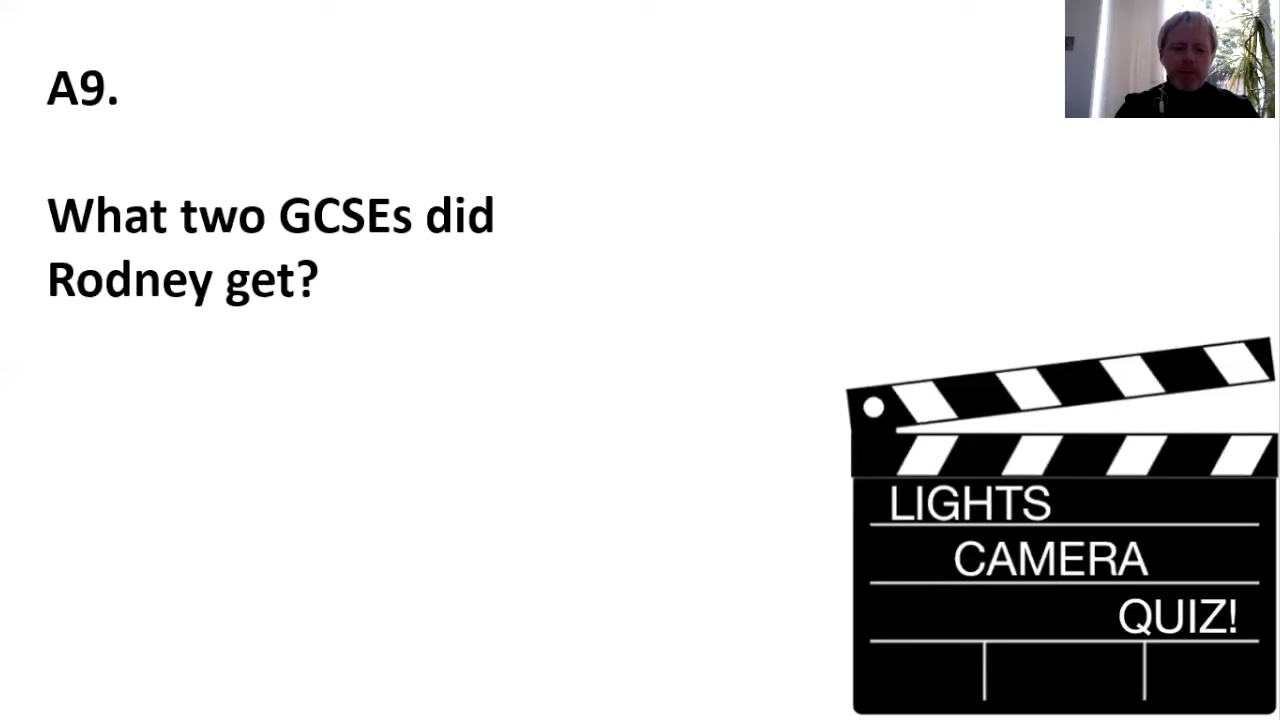 A9.
What two GCSEs did
Rodney get?
LIGHTS
CAMERA
QUIZ!